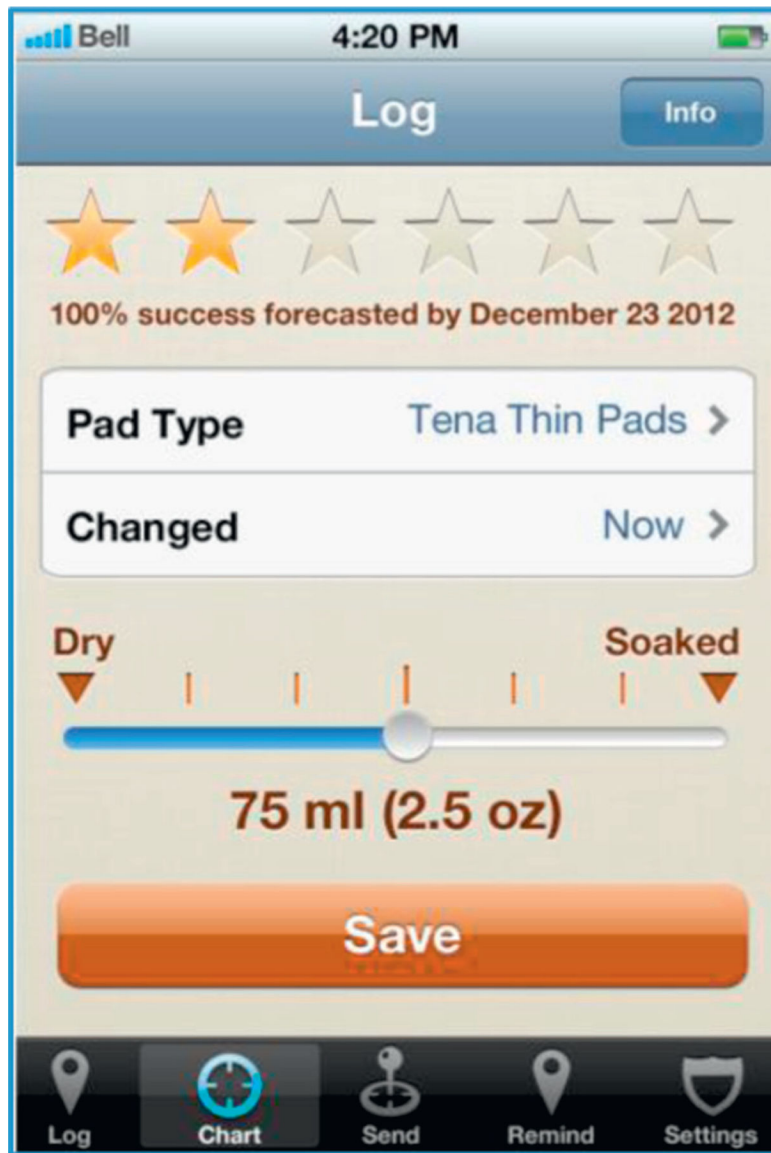 Bell 4:20 PM
Log Info
100% success forecasted by December 23 2012
Pad Type Tena Thin Pads
Changed Now
Dry Soaked
75 ml (2.5 oz)
Save
Log Chart Send Remind Settings